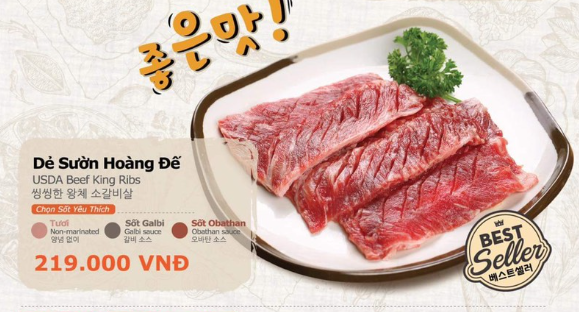 좋은맛!
Dẻ Sườn Hoàng Đế
USDA Beef King Ribs
씽씽한 왕체 소갈비살
Chọn Sốt Yêu Thích
Tươi
Non-marinated
양념 없이
Sốt Galbi
Galbi sauce
갈비 소스
Sốt Obathan
Obathan sauce
오바탄 소스
219.000 VNĐ
BEST
Seller
베스트셀러